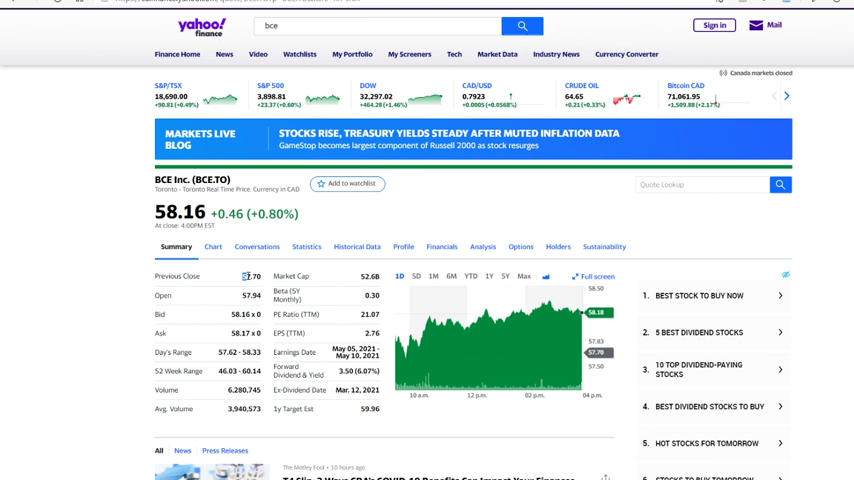 yahoo!
finance
bce
Sign in
Mail
Finance Home News Video Watchlists My Portfolio My Screeners Tech Market Data Industry News Currency Converter
Canada markets closed
S&P/TSX
18,690.00
+90.81 (+0.49%)
S&P 500
3,898.81
+23.37 (+0.60%)
DOW
32,297.02
+464.28 (+1.46%)
CAD/USD
0.7923
+0.0005 (+0.0568%)
CRUDE OIL
64.65
+0.21 (+0.33%)
Bitcoin CAD
71,061.95
+1,509.88 (+2.17%)
MARKETS LIVE
BLOG
STOCKS RISE, TREASURY YIELDS STEADY AFTER MUTED INFLATION DATA
GameStop becomes largest component of Russell 2000 as stock resurges
BCE Inc. (BCE.TO)
Toronto - Toronto Real Time Price. Currency in CAD
Add to watchlist
Quote Lookup
58.16 +0.46 (+0.80%)
At close: 4:00PM EST
Summary Chart Conversations Statistics Historical Data Profile Financials Analysis Options Holders Sustainability
Previous Close 57.70
Open 57.94
Bid 58.16 x 0
Ask 58.17 x 0
Day's Range 57.62 - 58.33
52 Week Range 46.03 - 60.14
Volume 6,280,745
Avg. Volume 3,940,573
Market Cap 52.6B
Beta (5Y
Monthly) 0.30
PE Ratio (TTM) 21.07
EPS (TTM) 2.76
Earnings Date May 05, 2021 -
May 10, 2021
Forward
Dividend & Yield 3.50 (6.07%)
Ex-Dividend Date Mar. 12, 2021
1y Target Est 59.96
1D 5D 1M 6M YTD 1Y 5Y Max Full screen
58.50
58.18
57.83
57.70
57.50
10 a.m. 12 p.m. 02 p.m. 04 p.m.
1. BEST STOCK TO BUY NOW
2. 5 BEST DIVIDEND STOCKS
3. 10 TOP DIVIDEND-PAYING
STOCKS
4. BEST DIVIDEND STOCKS TO BUY
5. HOT STOCKS FOR TOMORROW
All News Press Releases
The Motley Fool • 10 hours ago